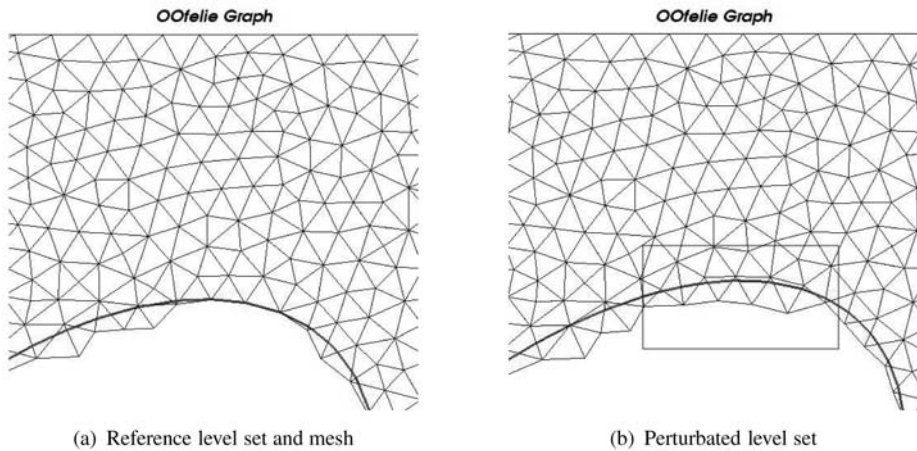 OOfelie Graph
OOfelie Graph
(a) Reference level set and mesh
(b) Perturbated level set